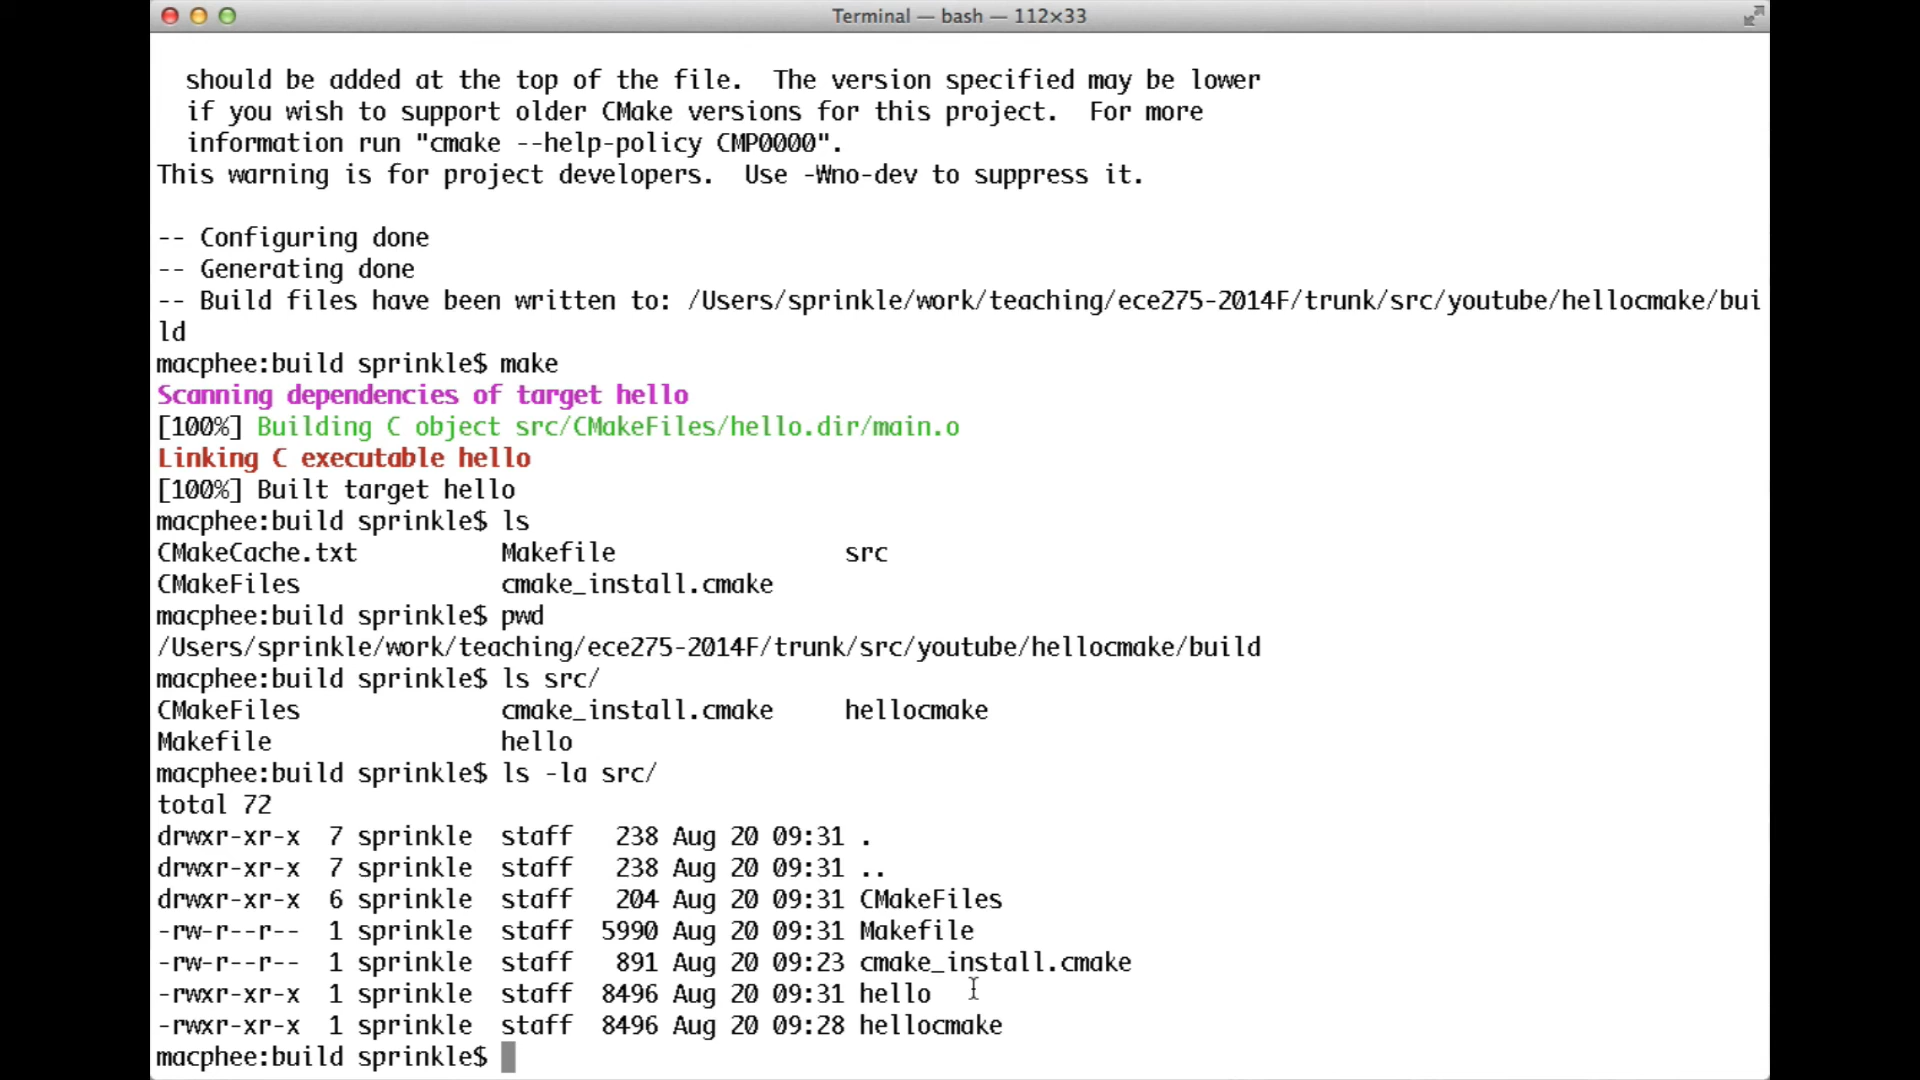 Terminal — bash — 112×33
should be added at the top of the file.  The version specified may be lower
if you wish to support older CMake versions for this project.  For more
information run "cmake --help-policy CMP0000".
This warning is for project developers.  Use -Wno-dev to suppress it.
-- Configuring done
-- Generating done
-- Build files have been written to: /Users/sprinkle/work/teaching/ece275-2014F/trunk/src/youtube/hellocmake/bui
ld
macphee:build sprinkle$ make
Scanning dependencies of target hello
[100%] Building C object src/CMakeFiles/hello.dir/main.o
Linking C executable hello
[100%] Built target hello
macphee:build sprinkle$ ls
CMakeCache.txt          Makefile                src
CMakeFiles              cmake_install.cmake
macphee:build sprinkle$ pwd
/Users/sprinkle/work/teaching/ece275-2014F/trunk/src/youtube/hellocmake/build
macphee:build sprinkle$ ls src/
CMakeFiles              cmake_install.cmake     hellocmake
Makefile                hello
macphee:build sprinkle$ ls -la src/
total 72
drwxr-xr-x  7 sprinkle  staff   238 Aug 20 09:31 .
drwxr-xr-x  7 sprinkle  staff   238 Aug 20 09:31 ..
drwxr-xr-x  6 sprinkle  staff   204 Aug 20 09:31 CMakeFiles
-rw-r--r--  1 sprinkle  staff  5990 Aug 20 09:31 Makefile
-rw-r--r--  1 sprinkle  staff   891 Aug 20 09:23 cmake_install.cmake
-rwxr-xr-x  1 sprinkle  staff  8496 Aug 20 09:31 hello
-rwxr-xr-x  1 sprinkle  staff  8496 Aug 20 09:28 hellocmake
macphee:build sprinkle$